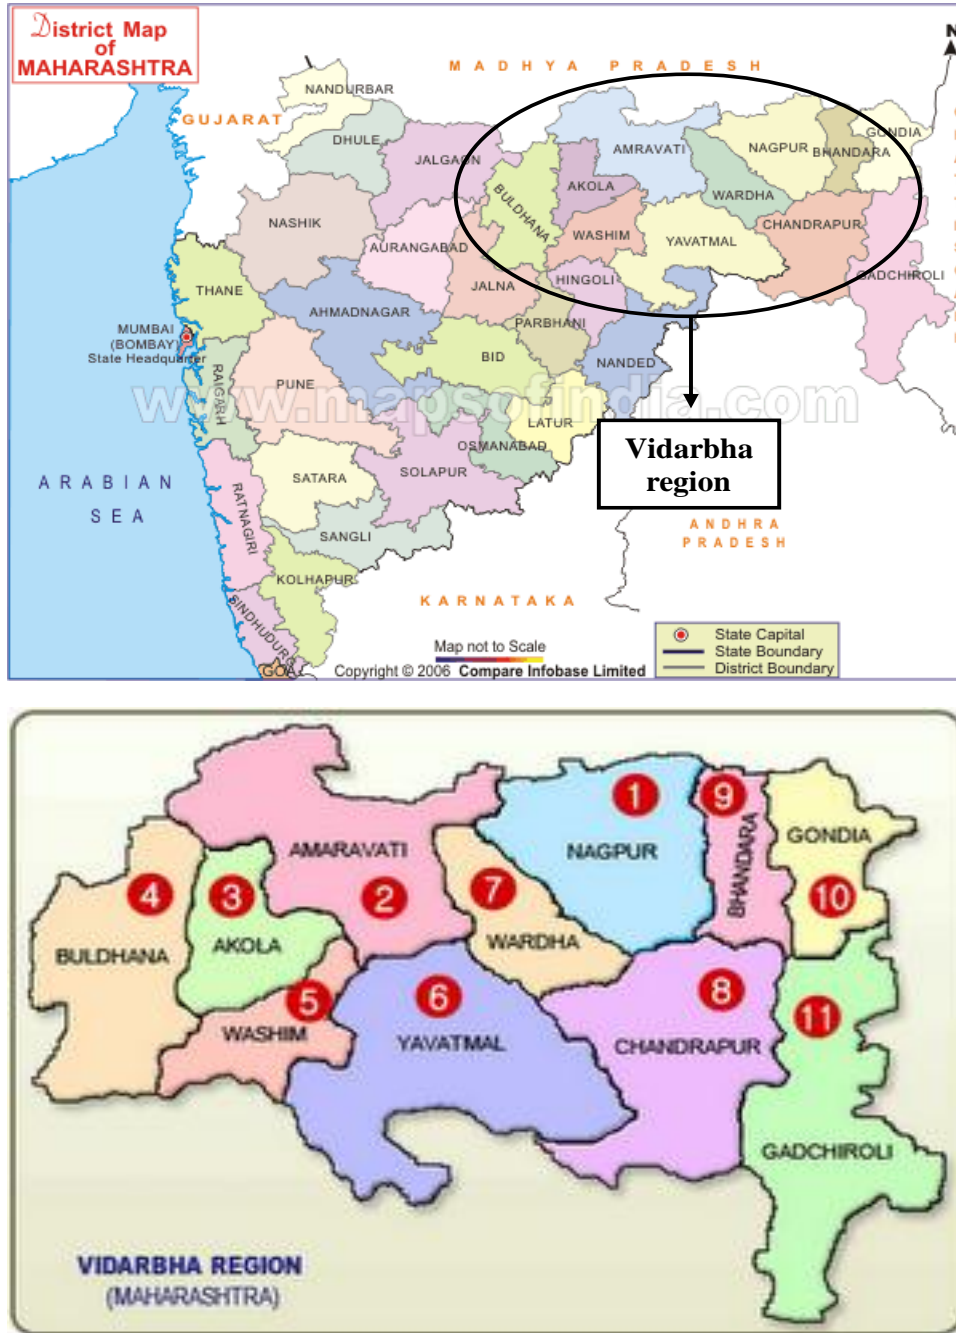 District Map
of
MAHARASHTRA
N
MADHYA PRADESH
GUJARAT
NANDURBAR
DHULE
JALGAON
AMRAVATI
NAGPUR
GONDIA
BHANDARA
BULDHANA
AKOLA
WARDHA
NASHIK
AURANGABAD
WASHIM
YAVATMAL
CHANDRAPUR
GADCHIROLI
THANE
AHMADNAGAR
JALNA
HINGOLI
PARBHANI
MUMBAI
(BOMBAY)
State Headquarter
BID
NANDED
RAIGARH
PUNE
www.mapsofindia.com
LATUR
OSMANABAD
Vidarbha
region
ARABIAN
SEA
SATARA
SOLAPUR
RATNAGIRI
SANGLI
ANDHRA
PRADESH
KOLHAPUR
KARNATAKA
SINDHUDURG
GOA
Map not to Scale
Copyright © 2006 Compare Infobase Limited
State Capital
State Boundary
District Boundary
1
9
AMARAVATI
NAGPUR
BHANDARA
GONDIA
4
3
2
7
10
BULDHANA
AKOLA
WARDHA
5
6
8
11
WASHIM
YAVATMAL
CHANDRAPUR
GADCHIROLI
VIDARBHA REGION
(MAHARASHTRA)